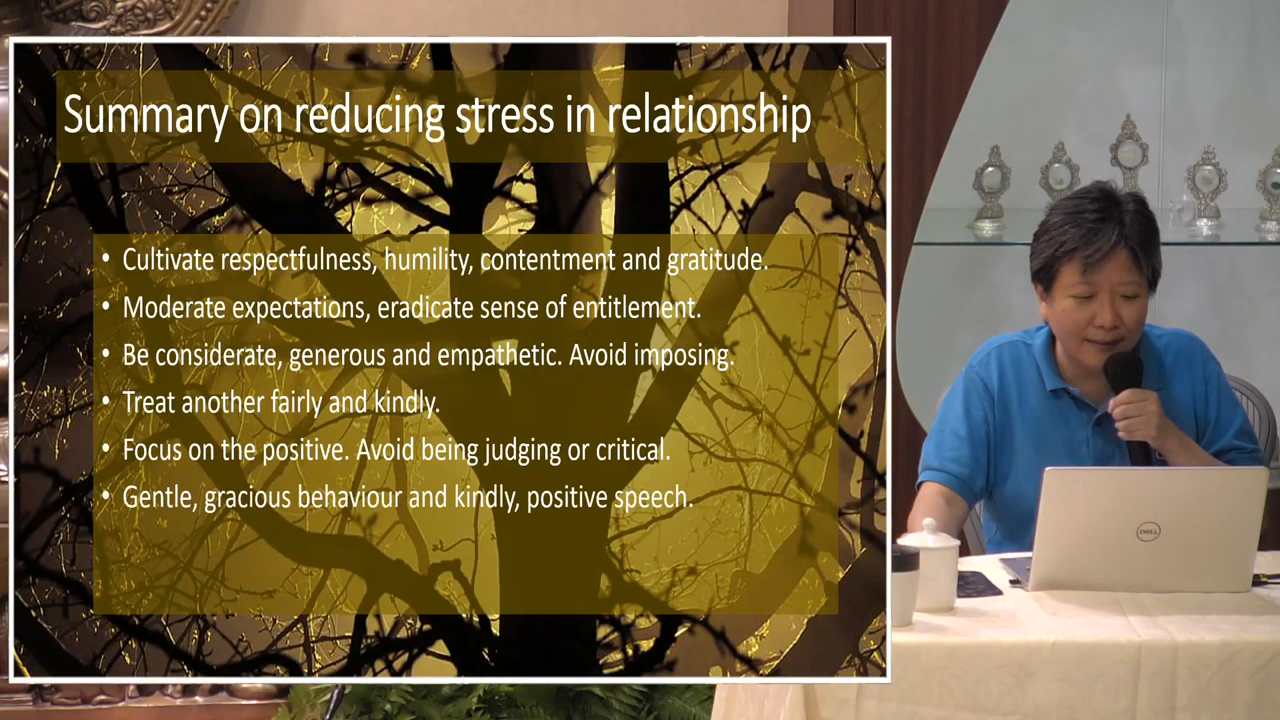 Summary on reducing stress in relationship
• Cultivate respectfulness, humility, contentment and gratitude.
• Moderate expectations, eradicate sense of entitlement.
• Be considerate, generous and empathetic. Avoid imposing.
• Treat another fairly and kindly.
• Focus on the positive. Avoid being judging or critical.
• Gentle, gracious behaviour and kindly, positive speech.
DELL